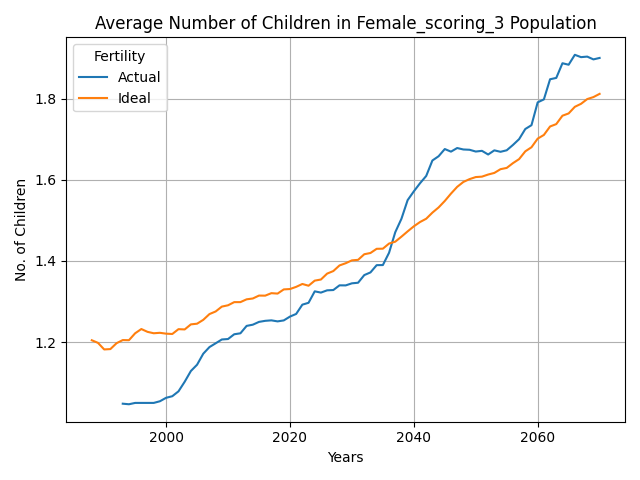 Average Number of Children in Female_scoring_3 Population
Fertility
Actual
Ideal
No. of Children
1.8
1.6
1.4
1.2
2000
2020
2040
2060
Years